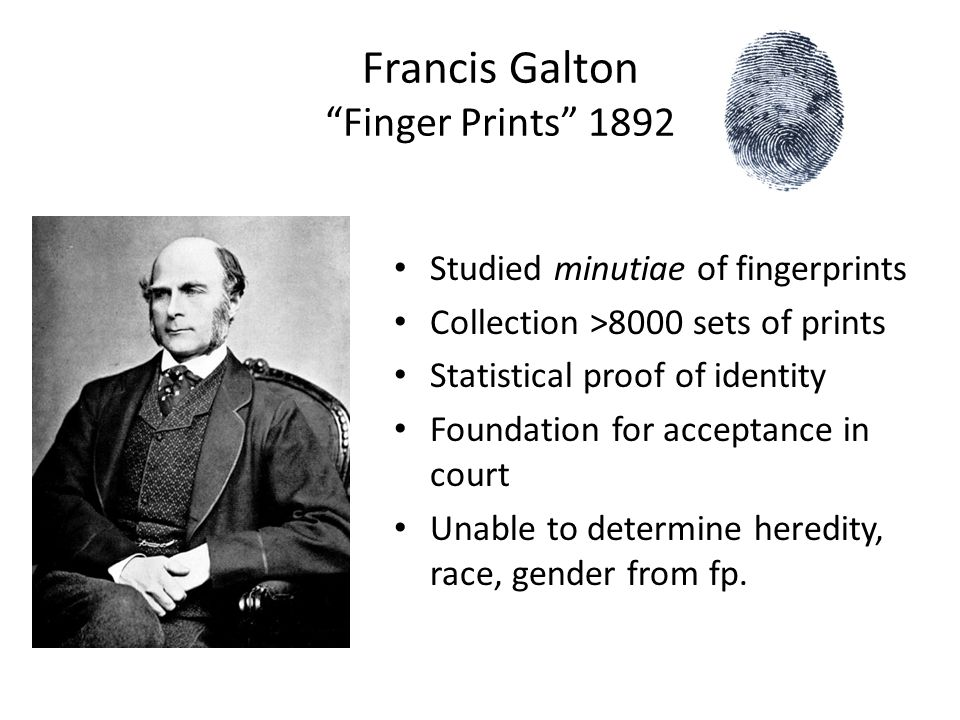 Francis Galton
“Finger Prints” 1892
• Studied minutiae of fingerprints
• Collection >8000 sets of prints
• Statistical proof of identity
• Foundation for acceptance in
court
• Unable to determine heredity,
race, gender from fp.